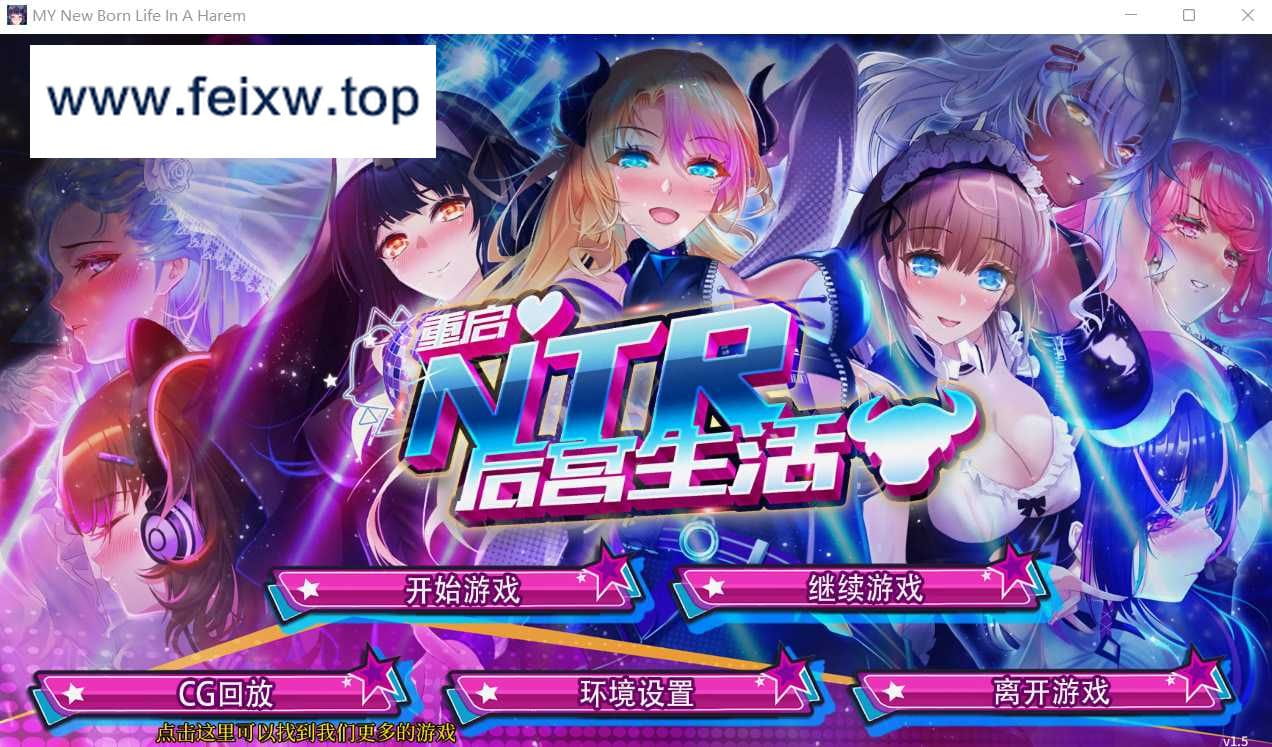 MY New Born Life In A Harem
www.feixw.top
重启
NTR
后宫生活
开始游戏
继续游戏
CG回放
环境设置
离开游戏
点击这里可以找到我们更多的游戏
v1.5